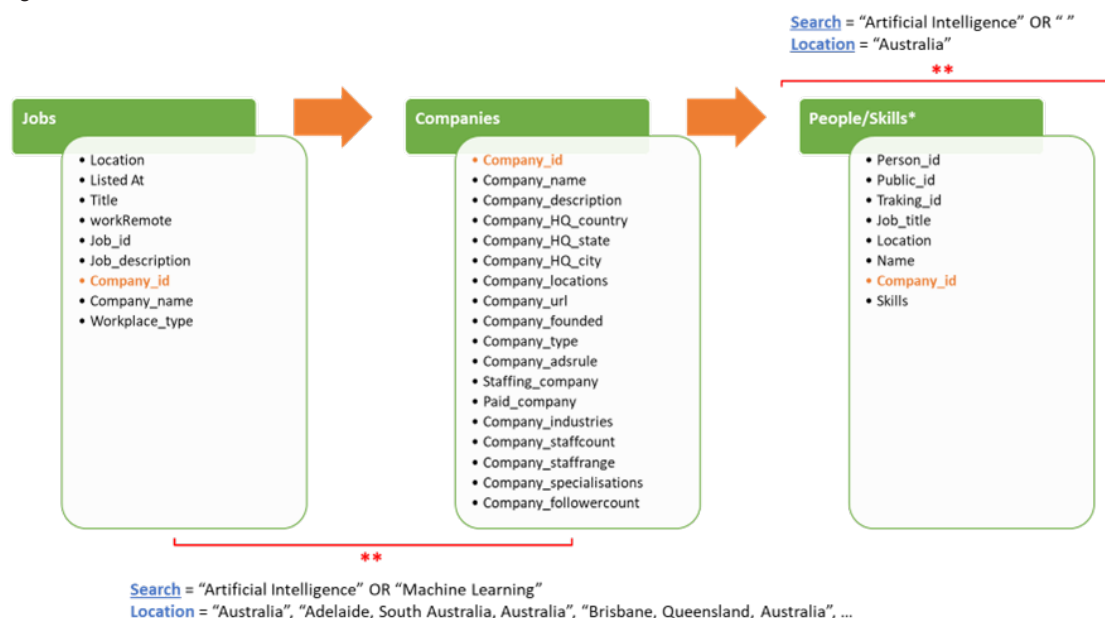 Search = “Artificial Intelligence” OR “ ”
Location = “Australia”
**
Jobs
• Location
• Listed At
• Title
• workRemote
• Job_id
• Job_description
• Company_id
• Company_name
• Workplace_type
Companies
• Company_id
• Company_name
• Company_description
• Company_HQ_country
• Company_HQ_state
• Company_HQ_city
• Company_locations
• Company_url
• Company_founded
• Company_type
• Company_adsrule
• Staffing_company
• Paid_company
• Company_industries
• Company_staffcount
• Company_staffrange
• Company_specialisations
• Company_followercount
People/Skills*
• Person_id
• Public_id
• Traking_id
• Job_title
• Location
• Name
• Company_id
• Skills
**
Search = “Artificial Intelligence” OR “Machine Learning”
Location = “Australia”, “Adelaide, South Australia, Australia”, “Brisbane, Queensland, Australia”, ...